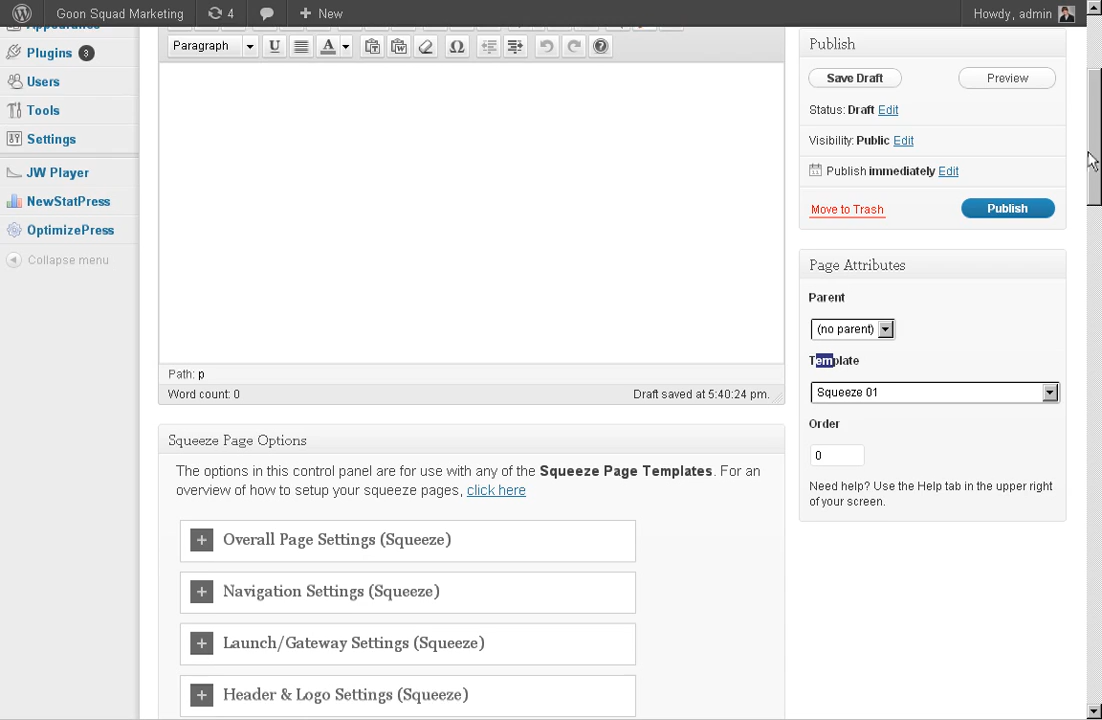 Goon Squad Marketing 4 + New Howdy, admin
Plugins 3
Users
Tools
Settings
JW Player
NewStatPress
OptimizePress
Collapse menu
Paragraph U A Ω ?
Path: p
Word count: 0 Draft saved at 5:40:24 pm.
Squeeze Page Options
The options in this control panel are for use with any of the Squeeze Page Templates. For an
overview of how to setup your squeeze pages, click here
+ Overall Page Settings (Squeeze)
+ Navigation Settings (Squeeze)
+ Launch/Gateway Settings (Squeeze)
+ Header & Logo Settings (Squeeze)
Publish
Save Draft Preview
Status: Draft Edit
Visibility: Public Edit
Publish immediately Edit
Move to Trash Publish
Page Attributes
Parent
(no parent)
Template
Squeeze 01
Order
0
Need help? Use the Help tab in the upper right
of your screen.